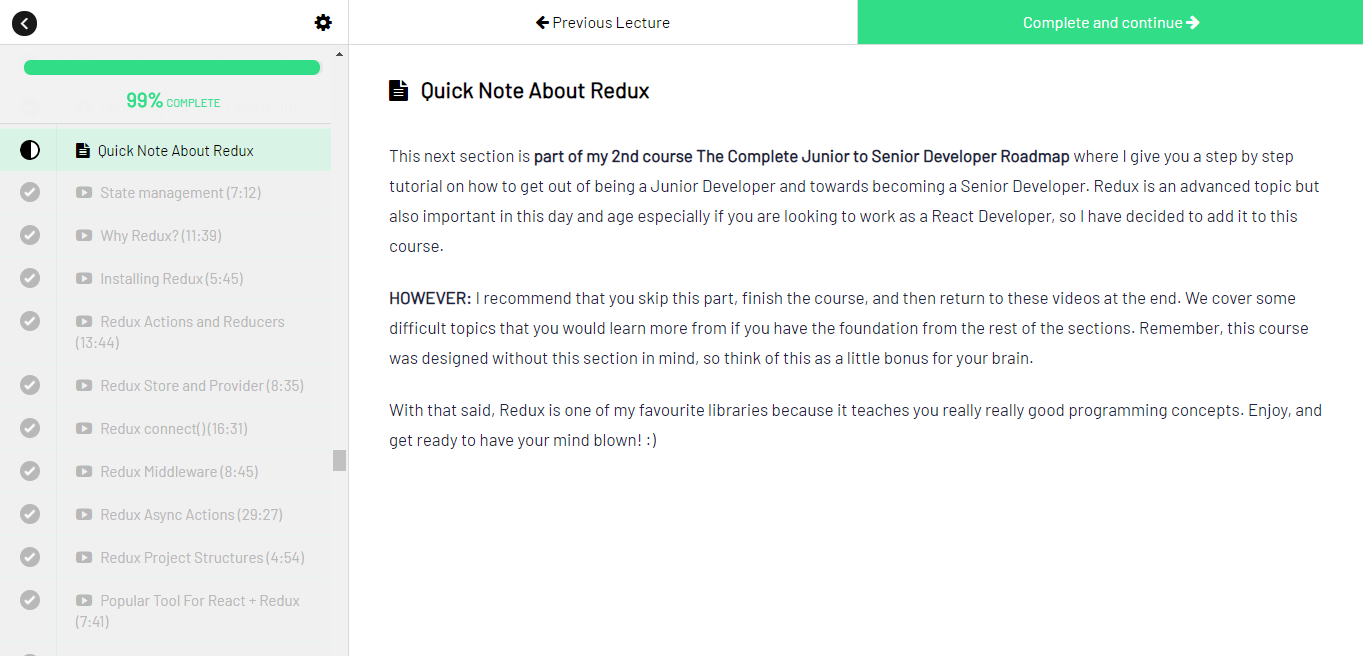 Previous Lecture
Complete and continue
99% COMPLETE
Quick Note About Redux
State management (7:12)
Why Redux? (11:39)
Installing Redux (5:45)
Redux Actions and Reducers
(13:44)
Redux Store and Provider (8:35)
Redux connect() (16:31)
Redux Middleware (8:45)
Redux Async Actions (29:27)
Redux Project Structures (4:54)
Popular Tool For React + Redux
(7:41)
Quick Note About Redux
This next section is part of my 2nd course The Complete Junior to Senior Developer Roadmap where I give you a step by step
tutorial on how to get out of being a Junior Developer and towards becoming a Senior Developer. Redux is an advanced topic but
also important in this day and age especially if you are looking to work as a React Developer, so I have decided to add it to this
course.
HOWEVER: I recommend that you skip this part, finish the course, and then return to these videos at the end. We cover some
difficult topics that you would learn more from if you have the foundation from the rest of the sections. Remember, this course
was designed without this section in mind, so think of this as a little bonus for your brain.
With that said, Redux is one of my favourite libraries because it teaches you really really good programming concepts. Enjoy, and
get ready to have your mind blown! :)